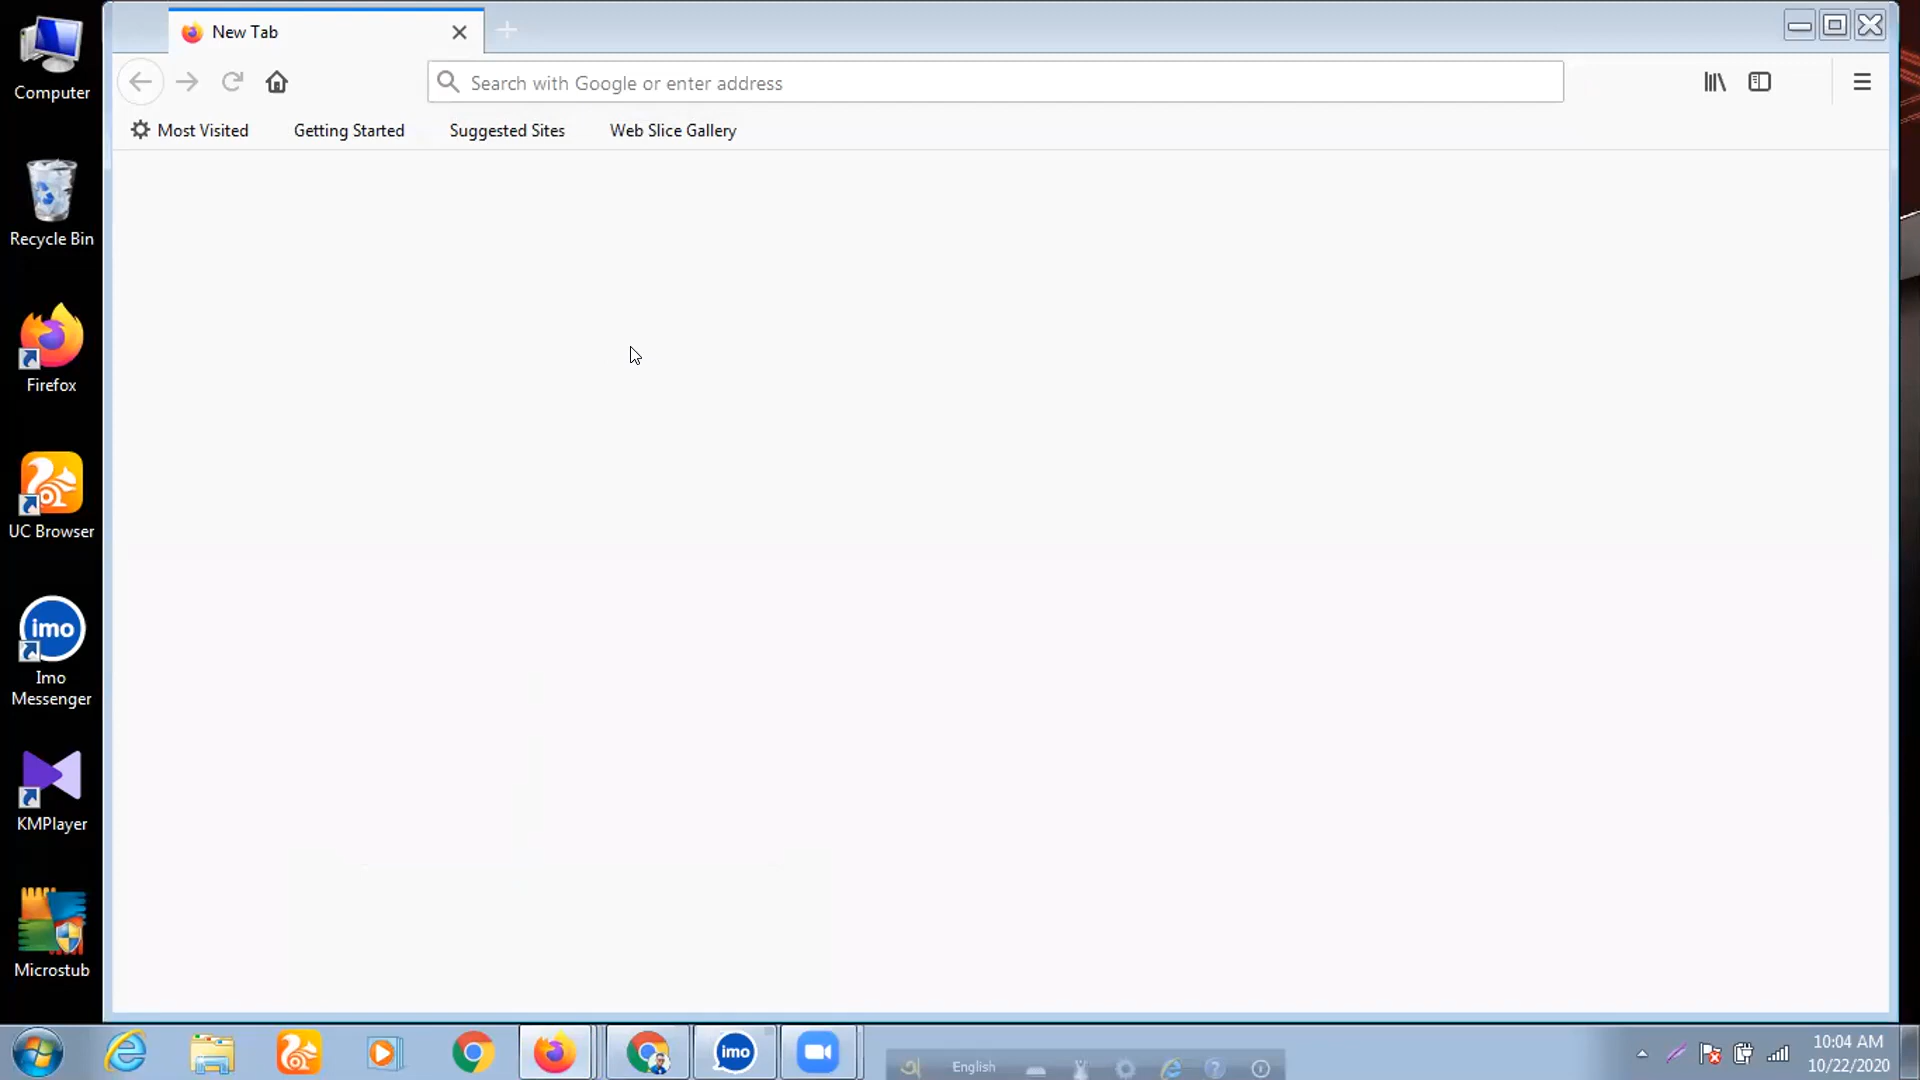 New Tab
Search with Google or enter address
Most Visited
Getting Started
Suggested Sites
Web Slice Gallery
Computer
Recycle Bin
Firefox
UC Browser
imo
Imo
Messenger
KMPlayer
Microstub
imo
অ
English
10:04 AM
10/22/2020